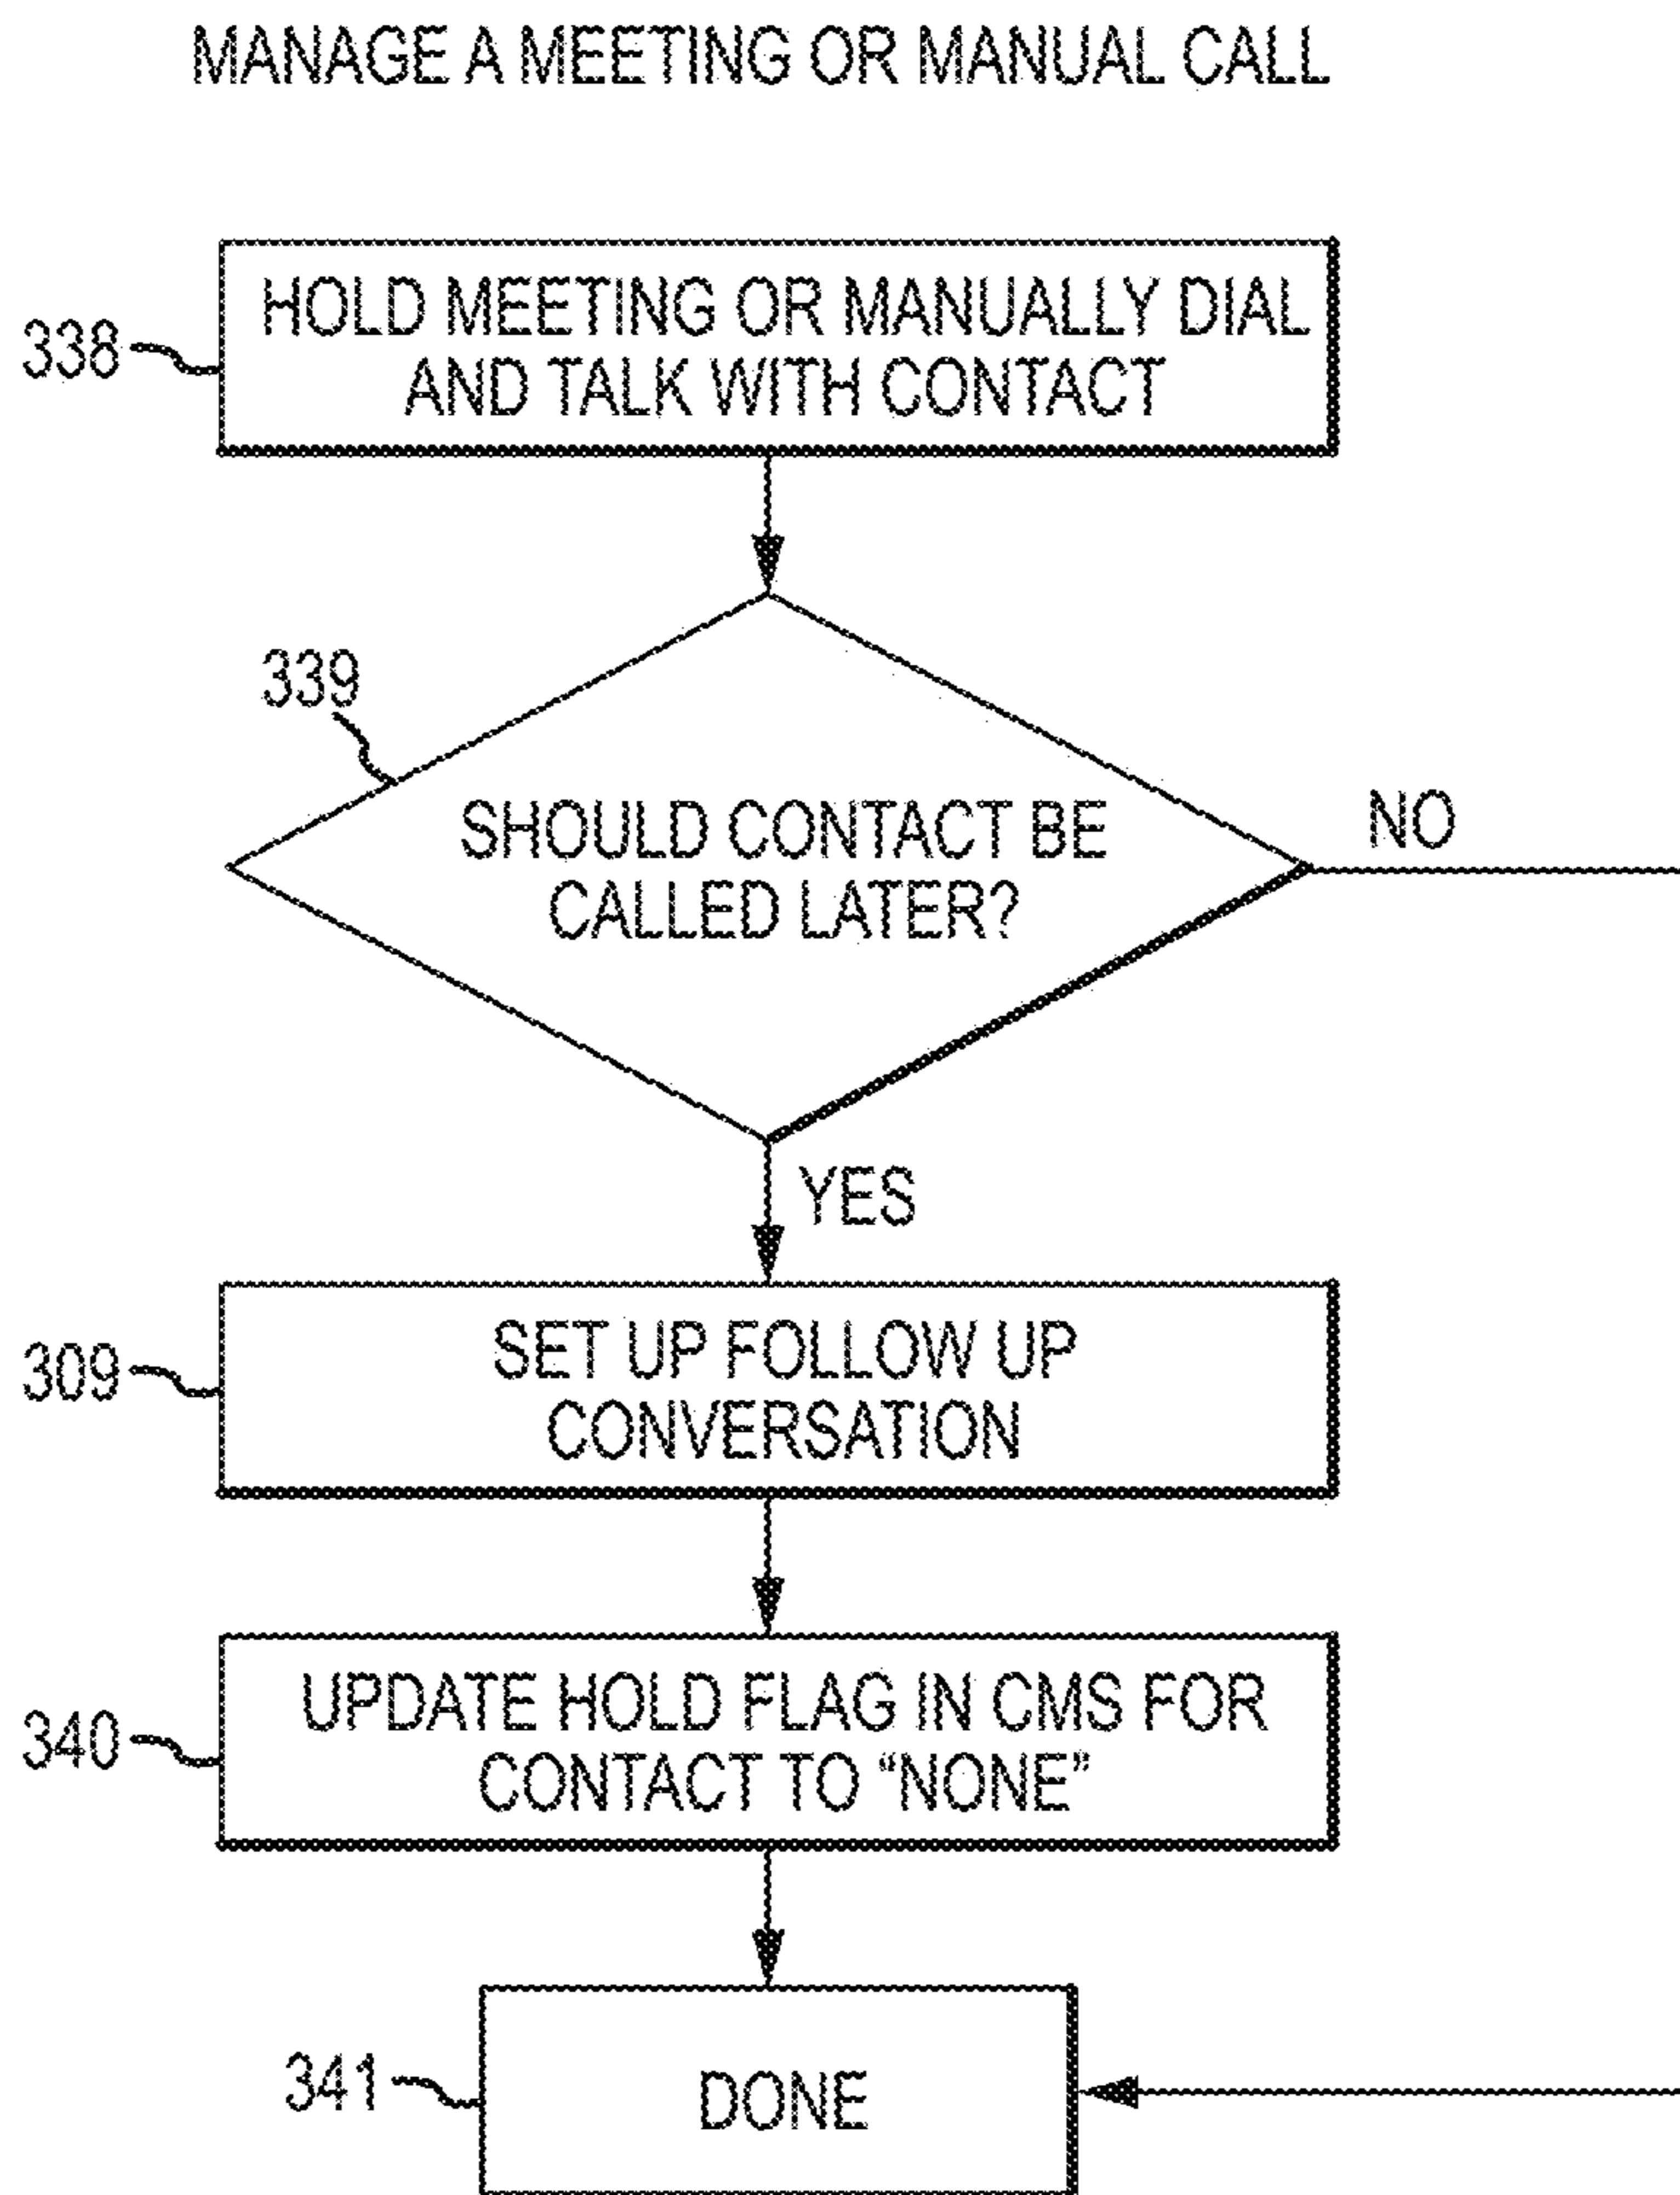 MANAGE A MEETING OR MANUAL CALL
HOLD MEETING OR MANUALLY DIAL
AND TALK WITH CONTACT
338
339
SHOULD CONTACT BE
CALLED LATER?
NO
YES
309
SET UP FOLLOW UP
CONVERSATION
340
UPDATE HOLD FLAG IN CMS FOR
CONTACT TO “NONE”
341
DONE